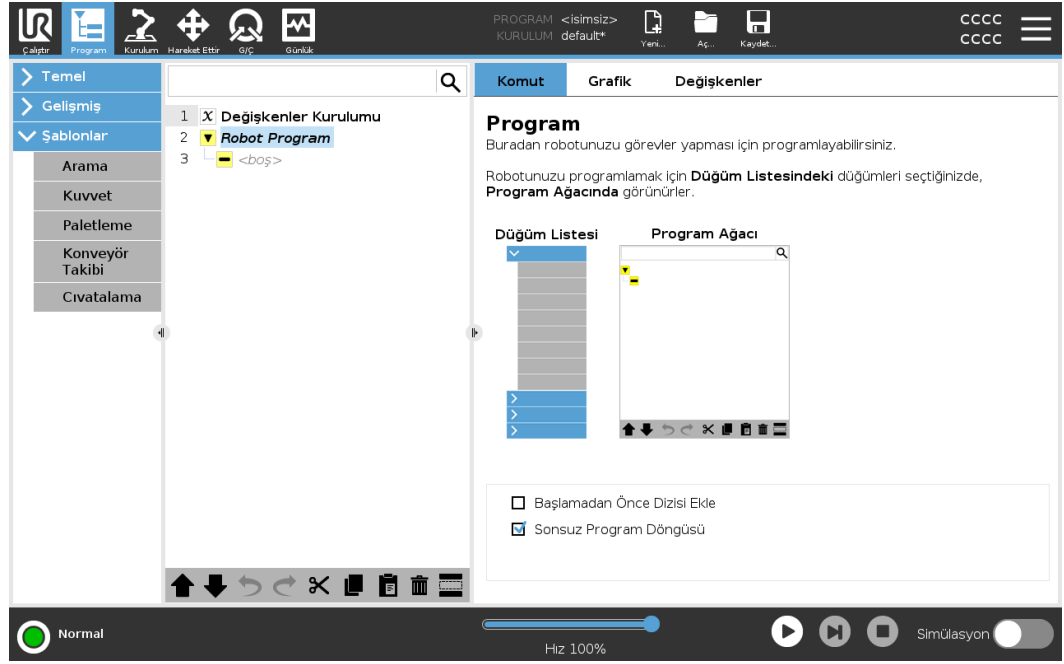 PROGRAM <isimsiz>
KURULUM default*
CCCC
CCCC
Çalıştır Program Kurulum Hareket Ettir G/Ç Günlük Yeni... Aç... Kaydet...
Temel
Gelişmiş
Şablonlar
Arama
Kuvvet
Paletleme
Konveyör
Takibi
Cıvatalama
1 X Değişkenler Kurulumu
2 Robot Program
3 <boş>
Komut Grafik Değişkenler
Program
Buradan robotunuzu görevler yapması için programlayabilirsiniz.
Robotunuzu programlamak için Düğüm Listesindeki düğümleri seçtiğinizde,
Program Ağacında görünürler.
Düğüm Listesi Program Ağacı
Başlamadan Önce Dizisi Ekle
Sonsuz Program Döngüsü
Normal
Hız 100%
Simülasyon